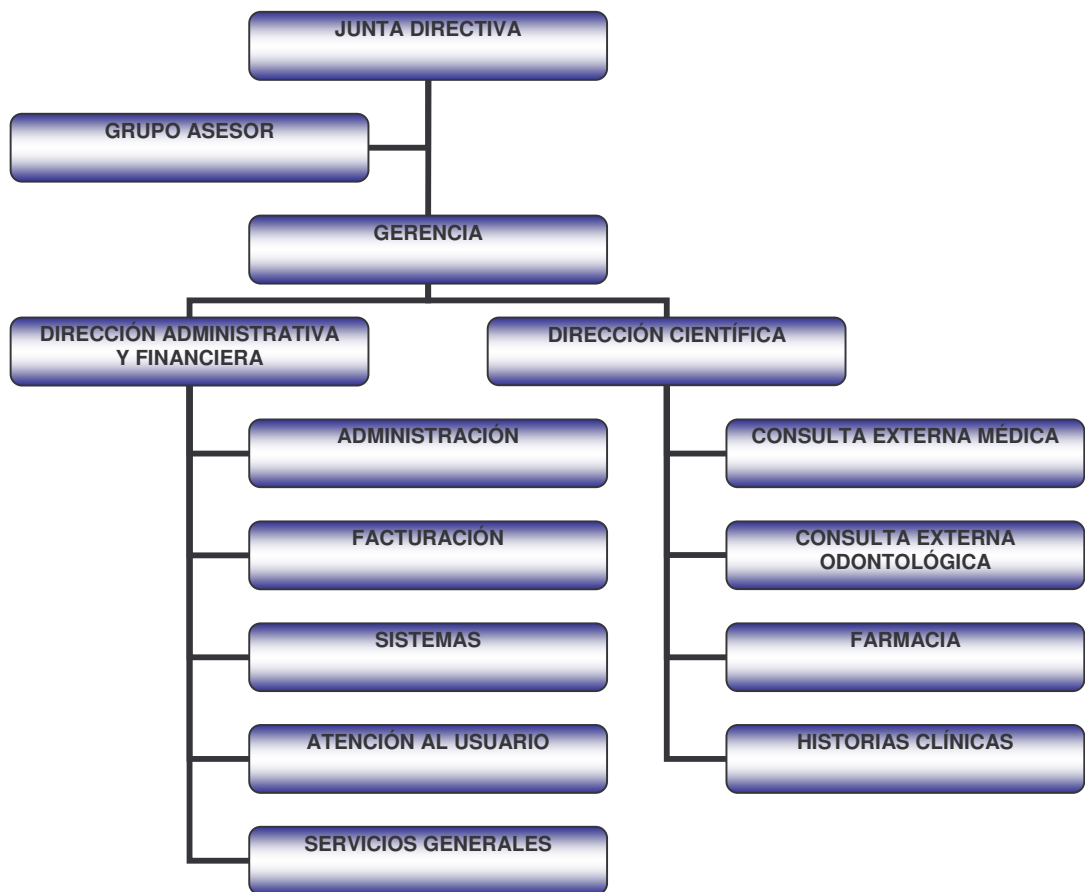 JUNTA DIRECTIVA
GRUPO ASESOR
GERENCIA
DIRECCIÓN ADMINISTRATIVA
Y FINANCIERA
DIRECCIÓN CIENTÍFICA
ADMINISTRACIÓN
FACTURACIÓN
SISTEMAS
ATENCIÓN AL USUARIO
SERVICIOS GENERALES
CONSULTA EXTERNA MÉDICA
CONSULTA EXTERNA
ODONTOLÓGICA
FARMACIA
HISTORIAS CLÍNICAS